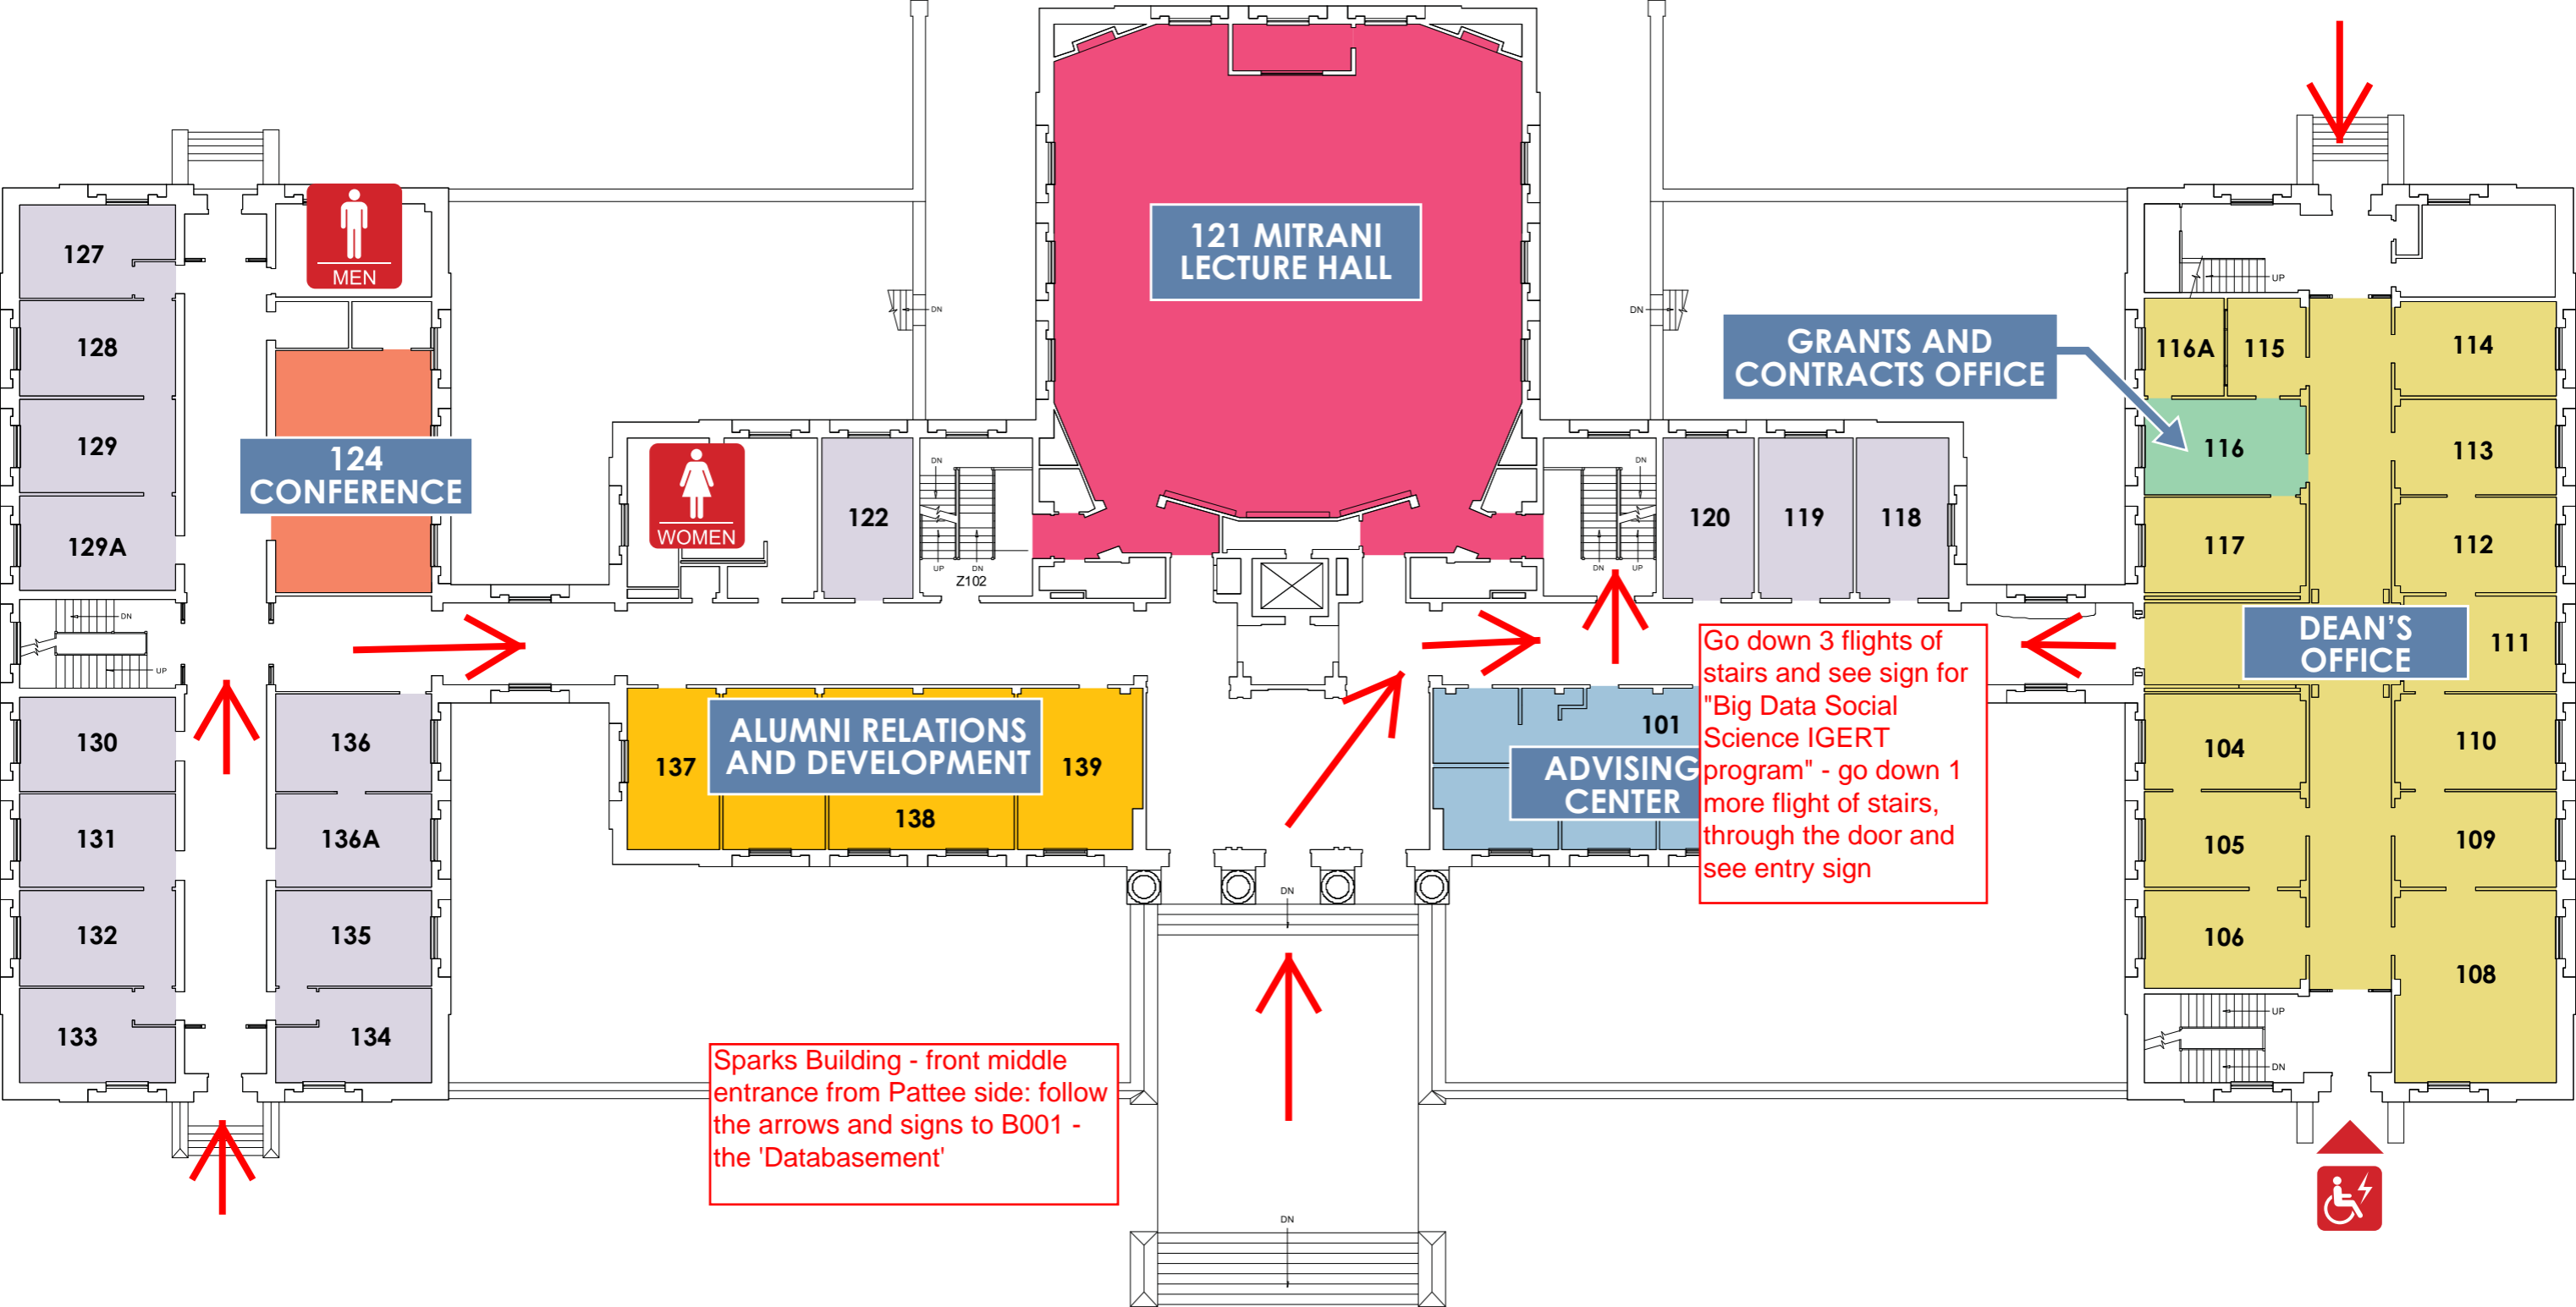 121 MITRANI
LECTURE HALL
MEN
127
128
129
129A
124
CONFERENCE
WOMEN
122
DN
DN
DN
UP
DN
Z102
DN
DN
UP
120
119
118
GRANTS AND
CONTRACTS OFFICE
UP
116A
115
114
116
113
117
112
DEAN'S
OFFICE
111
DN
UP
130
136
131
136A
132
135
133
134
137
ALUMNI RELATIONS
AND DEVELOPMENT
139
138
101
ADVISING
CENTER
Go down 3 flights of
stairs and see sign for
"Big Data Social
Science IGERT
program" - go down 1
more flight of stairs,
through the door and
see entry sign
104
110
105
109
106
108
UP
DN
DN
Sparks Building - front middle
entrance from Pattee side: follow
the arrows and signs to B001 -
the 'Databasement'
DN